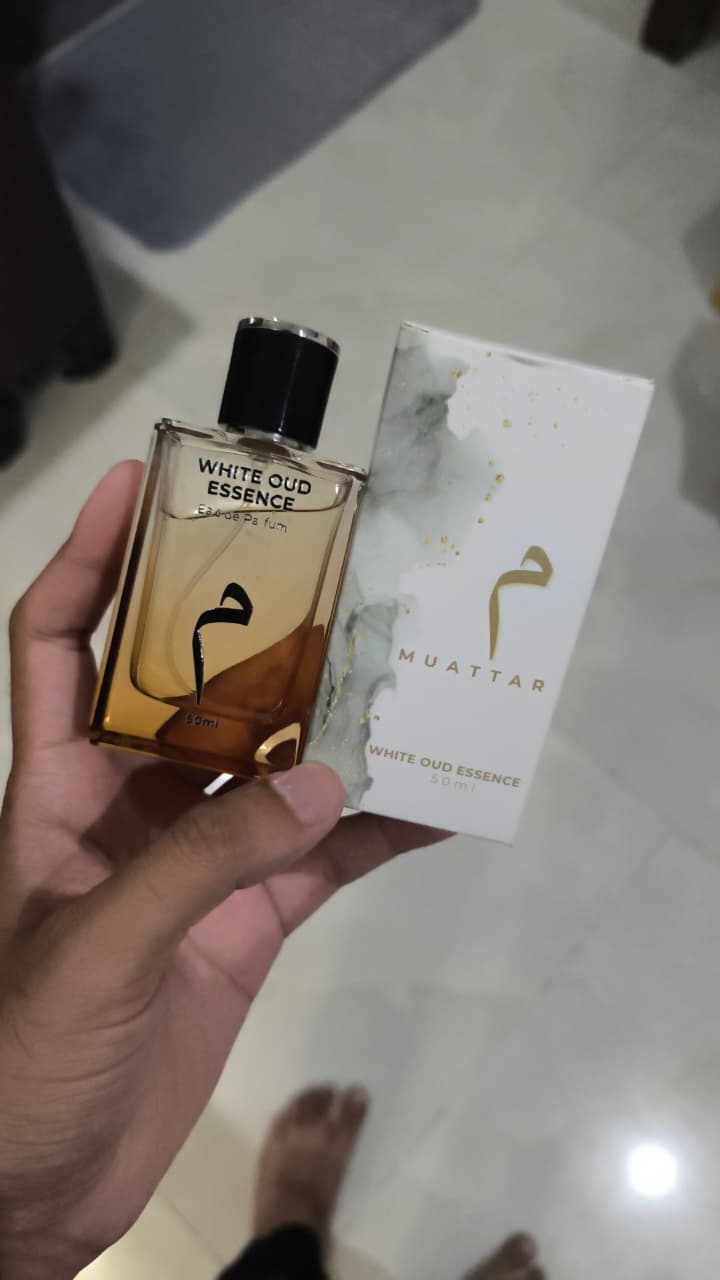 WHITE OUD
ESSENCE
Eau de Parfum
م
50ml
م
MUATTAR
WHITE OUD ESSENCE
50ml